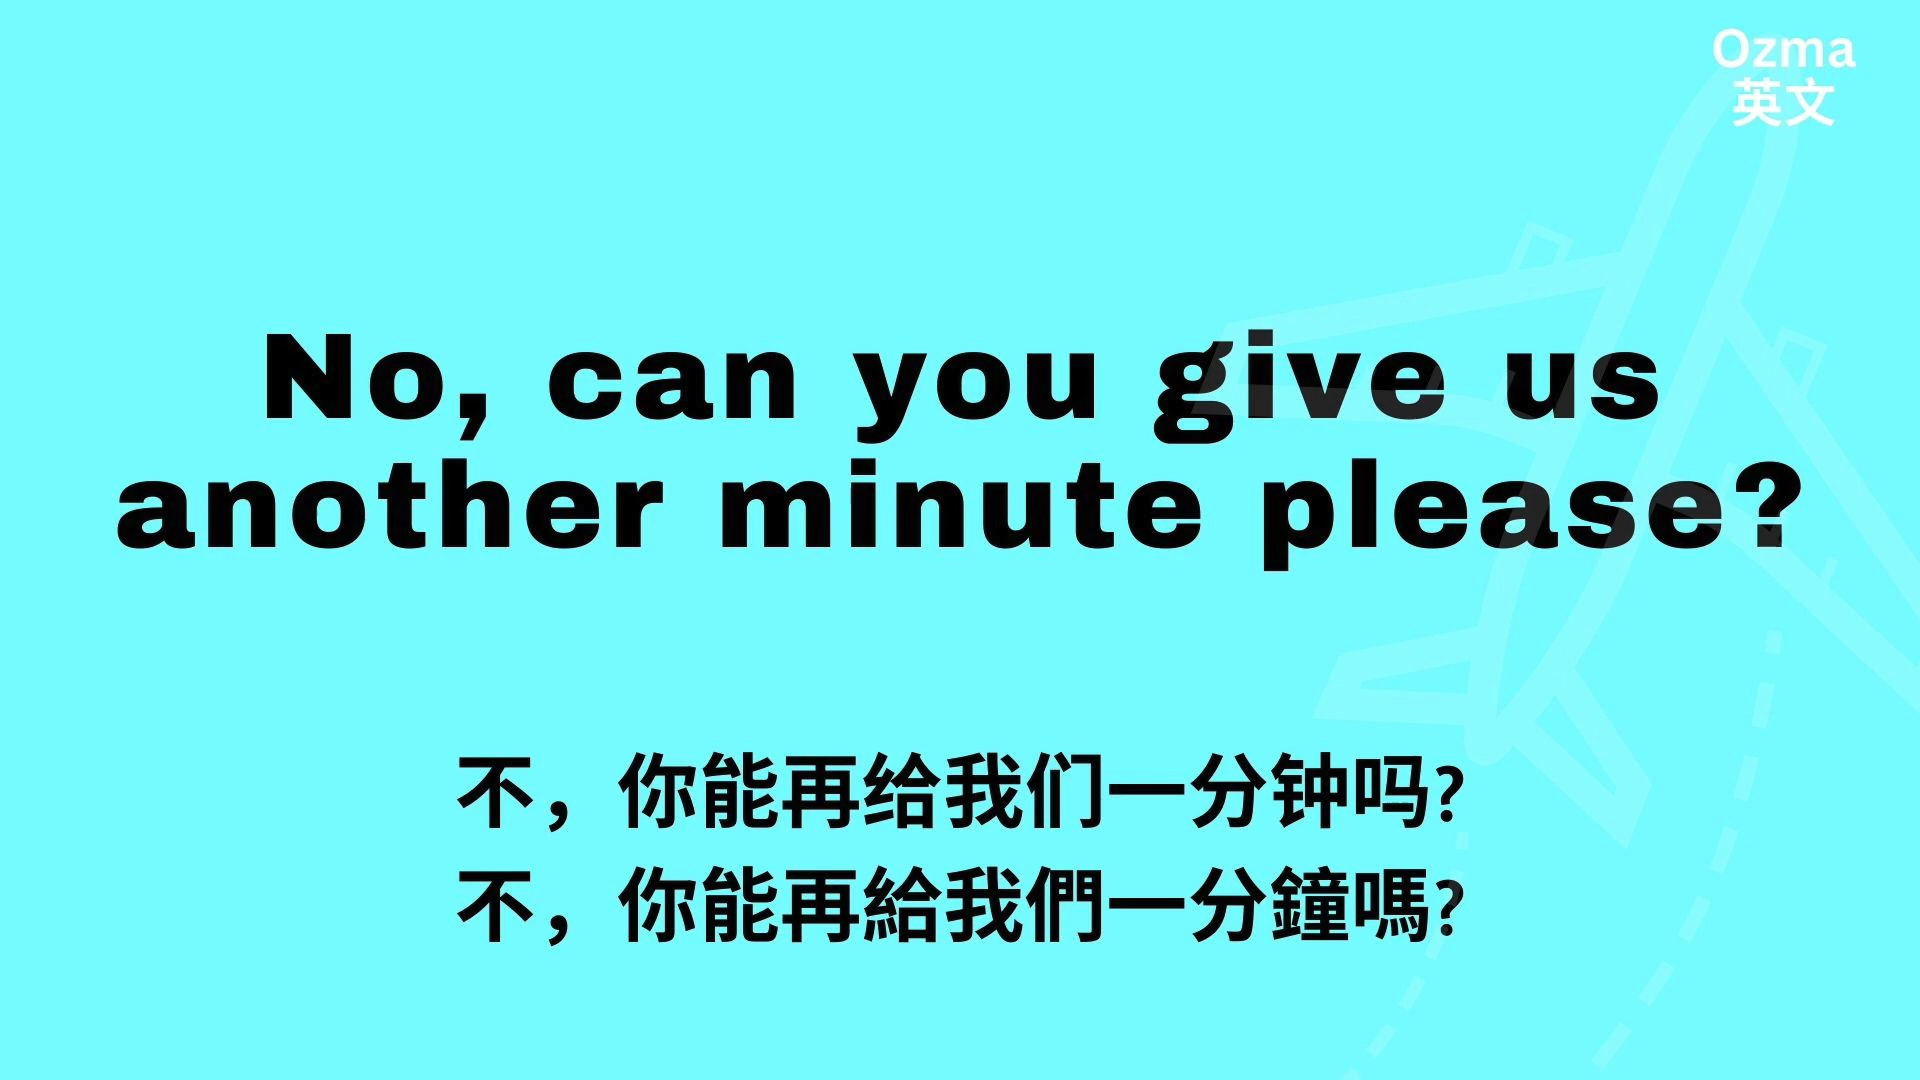 Ozma
英文
No, can you give us
another minute please?
不，你能再给我们一分钟吗?
不，你能再給我們一分鐘嗎?